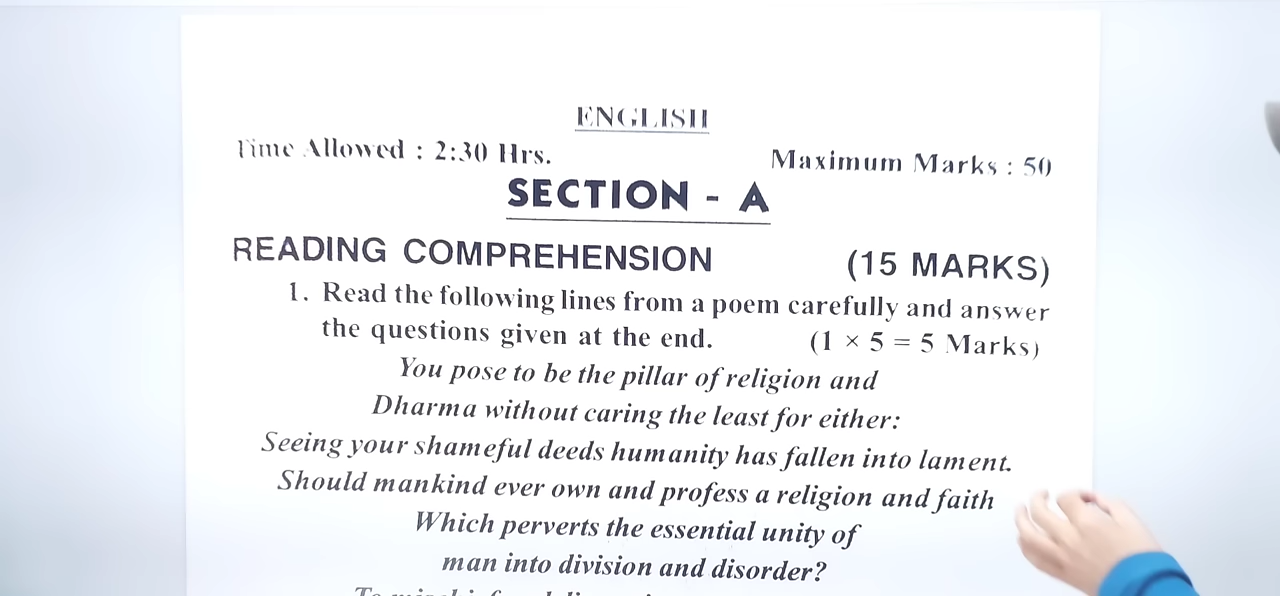 ENGLISH
Time Allowed : 2:30 Hrs.
Maximum Marks : 50
SECTION - A
READING COMPREHENSION (15 MARKS)
1. Read the following lines from a poem carefully and answer
the questions given at the end. (1 × 5 = 5 Marks)
You pose to be the pillar of religion and
Dharma without caring the least for either:
Seeing your shameful deeds humanity has fallen into lament.
Should mankind ever own and profess a religion and faith
Which perverts the essential unity of
man into division and disorder?